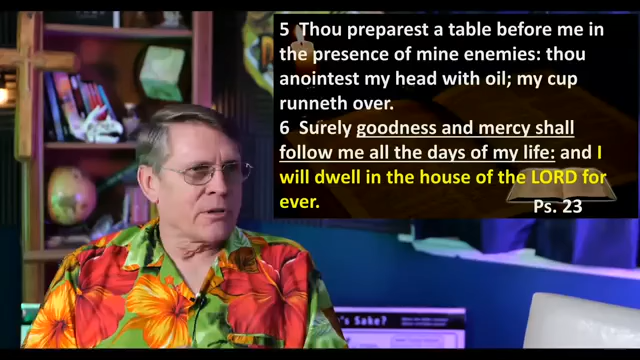 5 Thou preparest a table before me in
the presence of mine enemies: thou
anointest my head with oil; my cup
runneth over.
6 Surely goodness and mercy shall
follow me all the days of my life: and I
will dwell in the house of the LORD for
ever.
Ps. 23
's Sake?